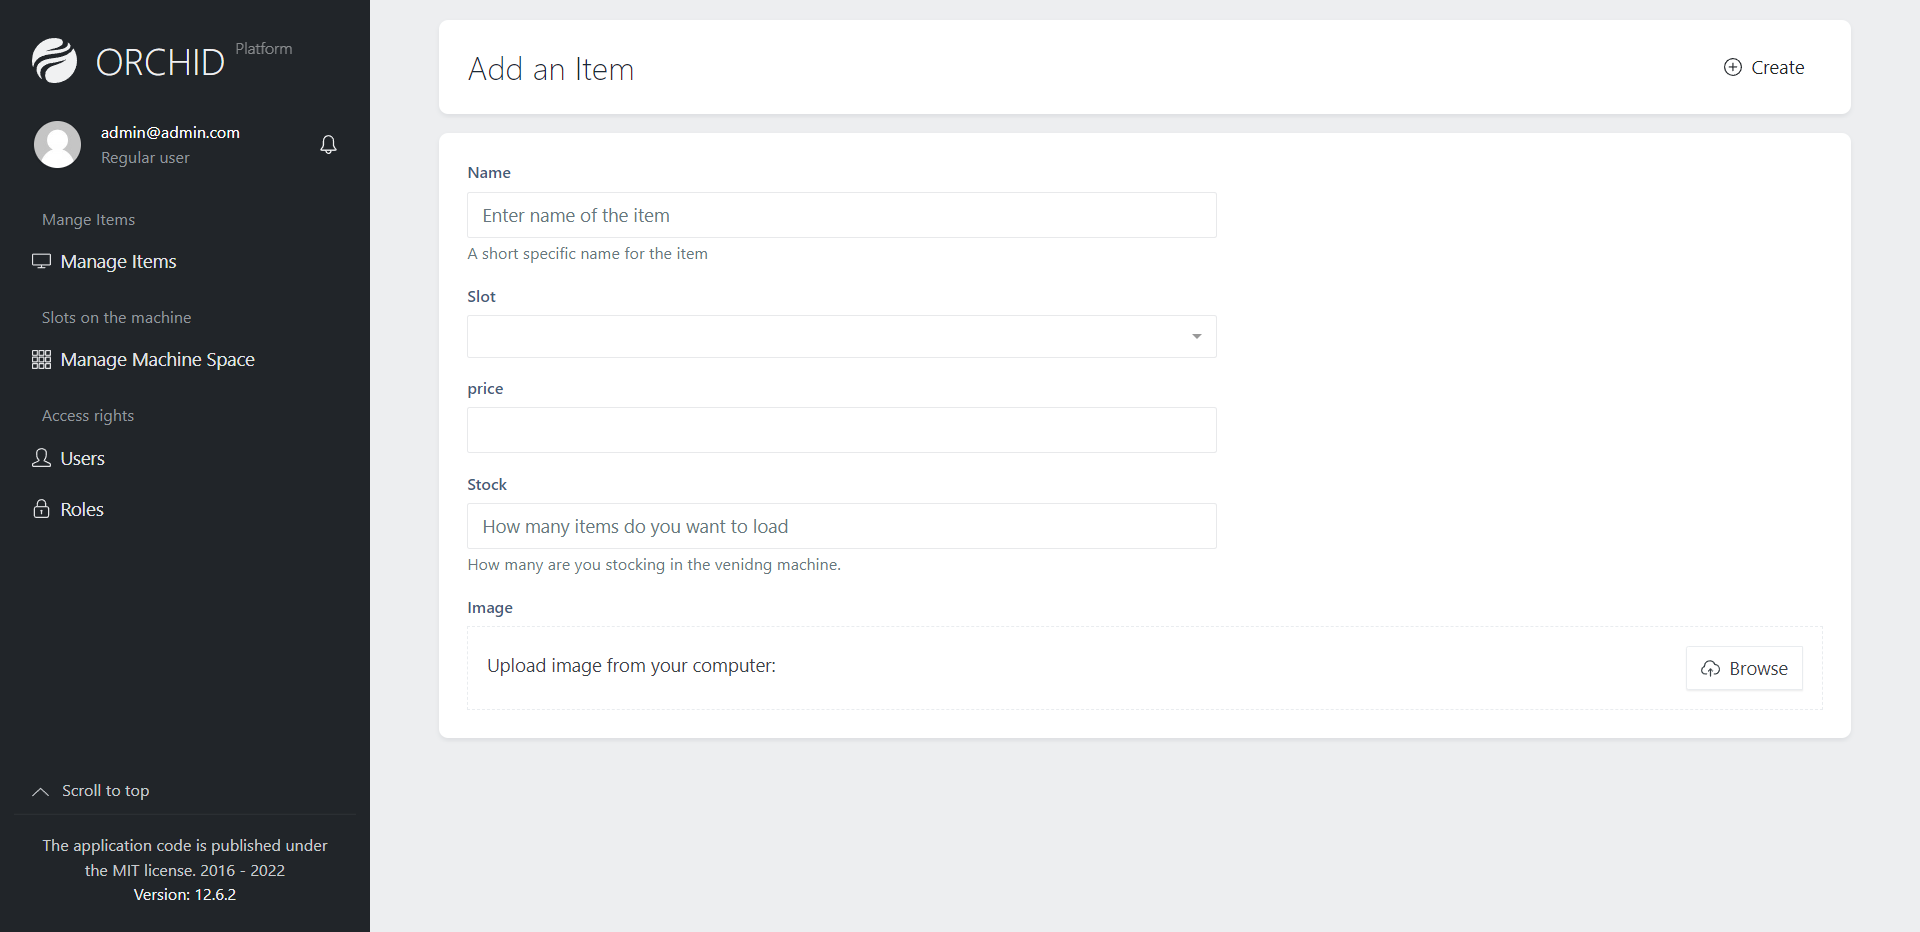 ORCHID Platform
admin@admin.com
Regular user
Mange Items
Manage Items
Slots on the machine
Manage Machine Space
Access rights
Users
Roles
Scroll to top
The application code is published under
the MIT license. 2016 - 2022
Version: 12.6.2
Add an Item
Create
Name
Enter name of the item
A short specific name for the item
Slot
price
Stock
How many items do you want to load
How many are you stocking in the venidng machine.
Image
Upload image from your computer:
Browse